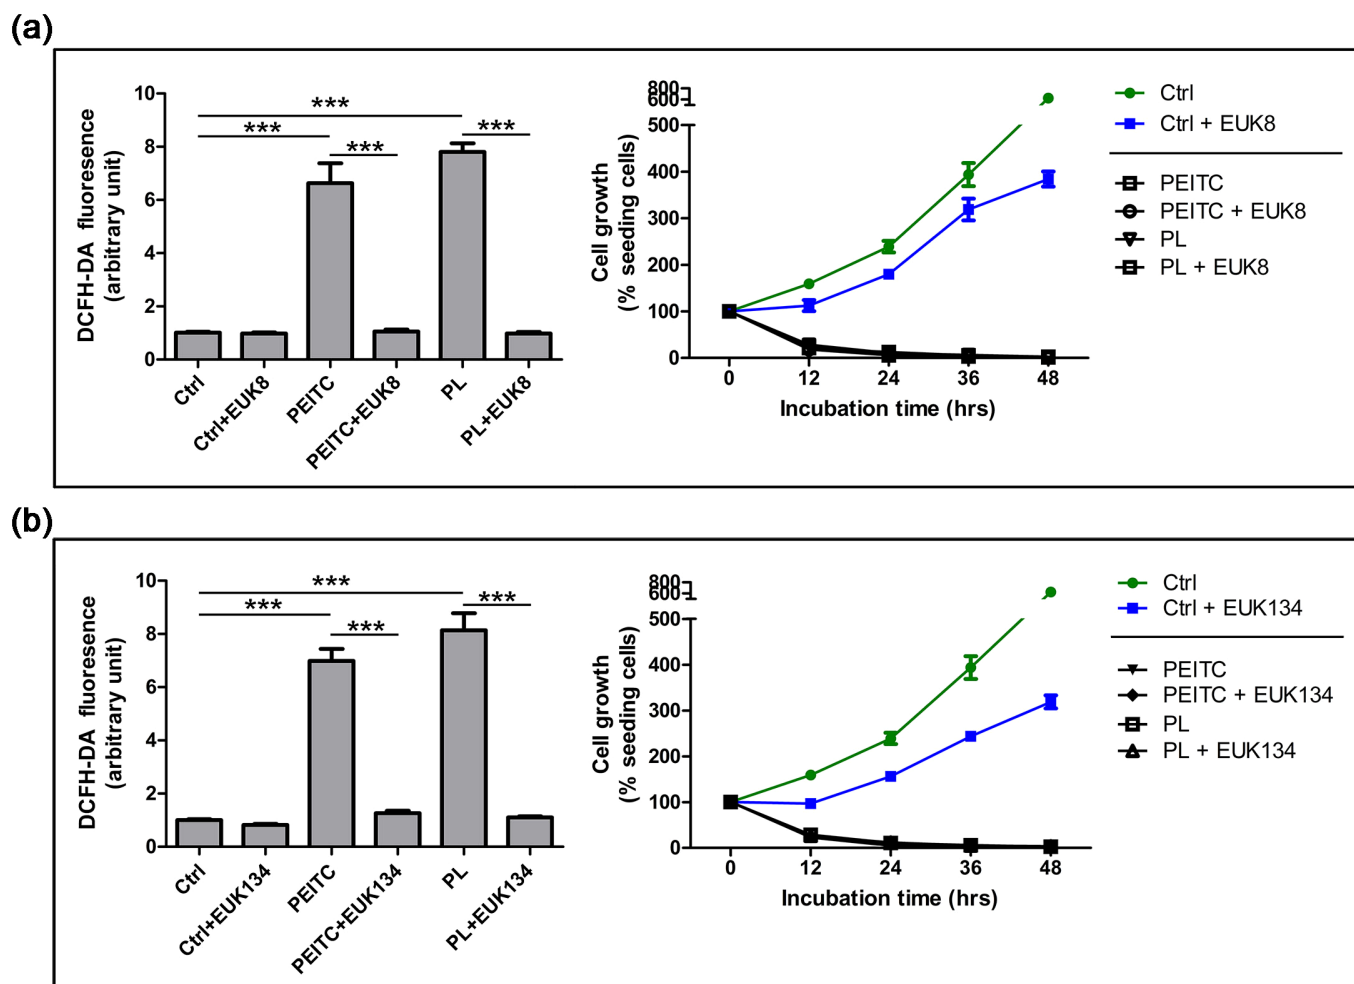 (a)
DCFH-DA fluoresence
(arbitrary unit)
10
8
6
4
2
0
***
***
***
***
Ctrl
Ctrl+EUK8
PEITC
PEITC+EUK8
PL
PL+EUK8
Cell growth
(% seeding cells)
800
600
500
400
300
200
100
0
0 12 24 36 48
Incubation time (hrs)
Ctrl
Ctrl + EUK8
PEITC
PEITC + EUK8
PL
PL + EUK8
(b)
DCFH-DA fluoresence
(arbitrary unit)
10
8
6
4
2
0
***
***
***
***
Ctrl
Ctrl+EUK134
PEITC
PEITC+EUK134
PL
PL+EUK134
Cell growth
(% seeding cells)
800
600
500
400
300
200
100
0
0 12 24 36 48
Incubation time (hrs)
Ctrl
Ctrl + EUK134
PEITC
PEITC + EUK134
PL
PL + EUK134